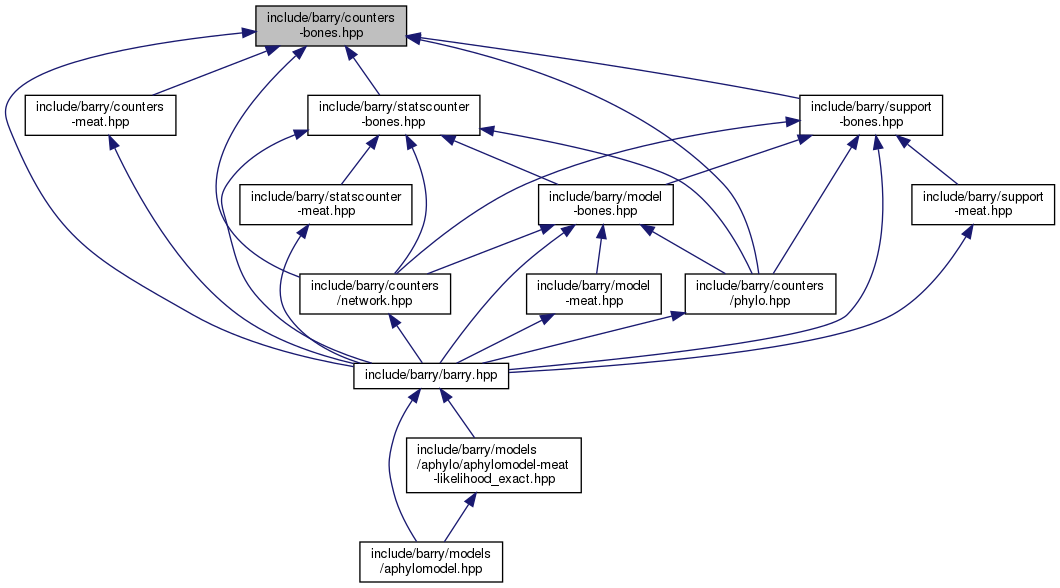 include/barry/counters
-bones.hpp
include/barry/counters
-meat.hpp
include/barry/statscounter
-bones.hpp
include/barry/support
-bones.hpp
include/barry/statscounter
-meat.hpp
include/barry/model
-bones.hpp
include/barry/support
-meat.hpp
include/barry/counters
/network.hpp
include/barry/model
-meat.hpp
include/barry/counters
/phylo.hpp
include/barry/barry.hpp
include/barry/models
/aphylo/aphylomodel-meat
-likelihood_exact.hpp
include/barry/models
/aphylomodel.hpp